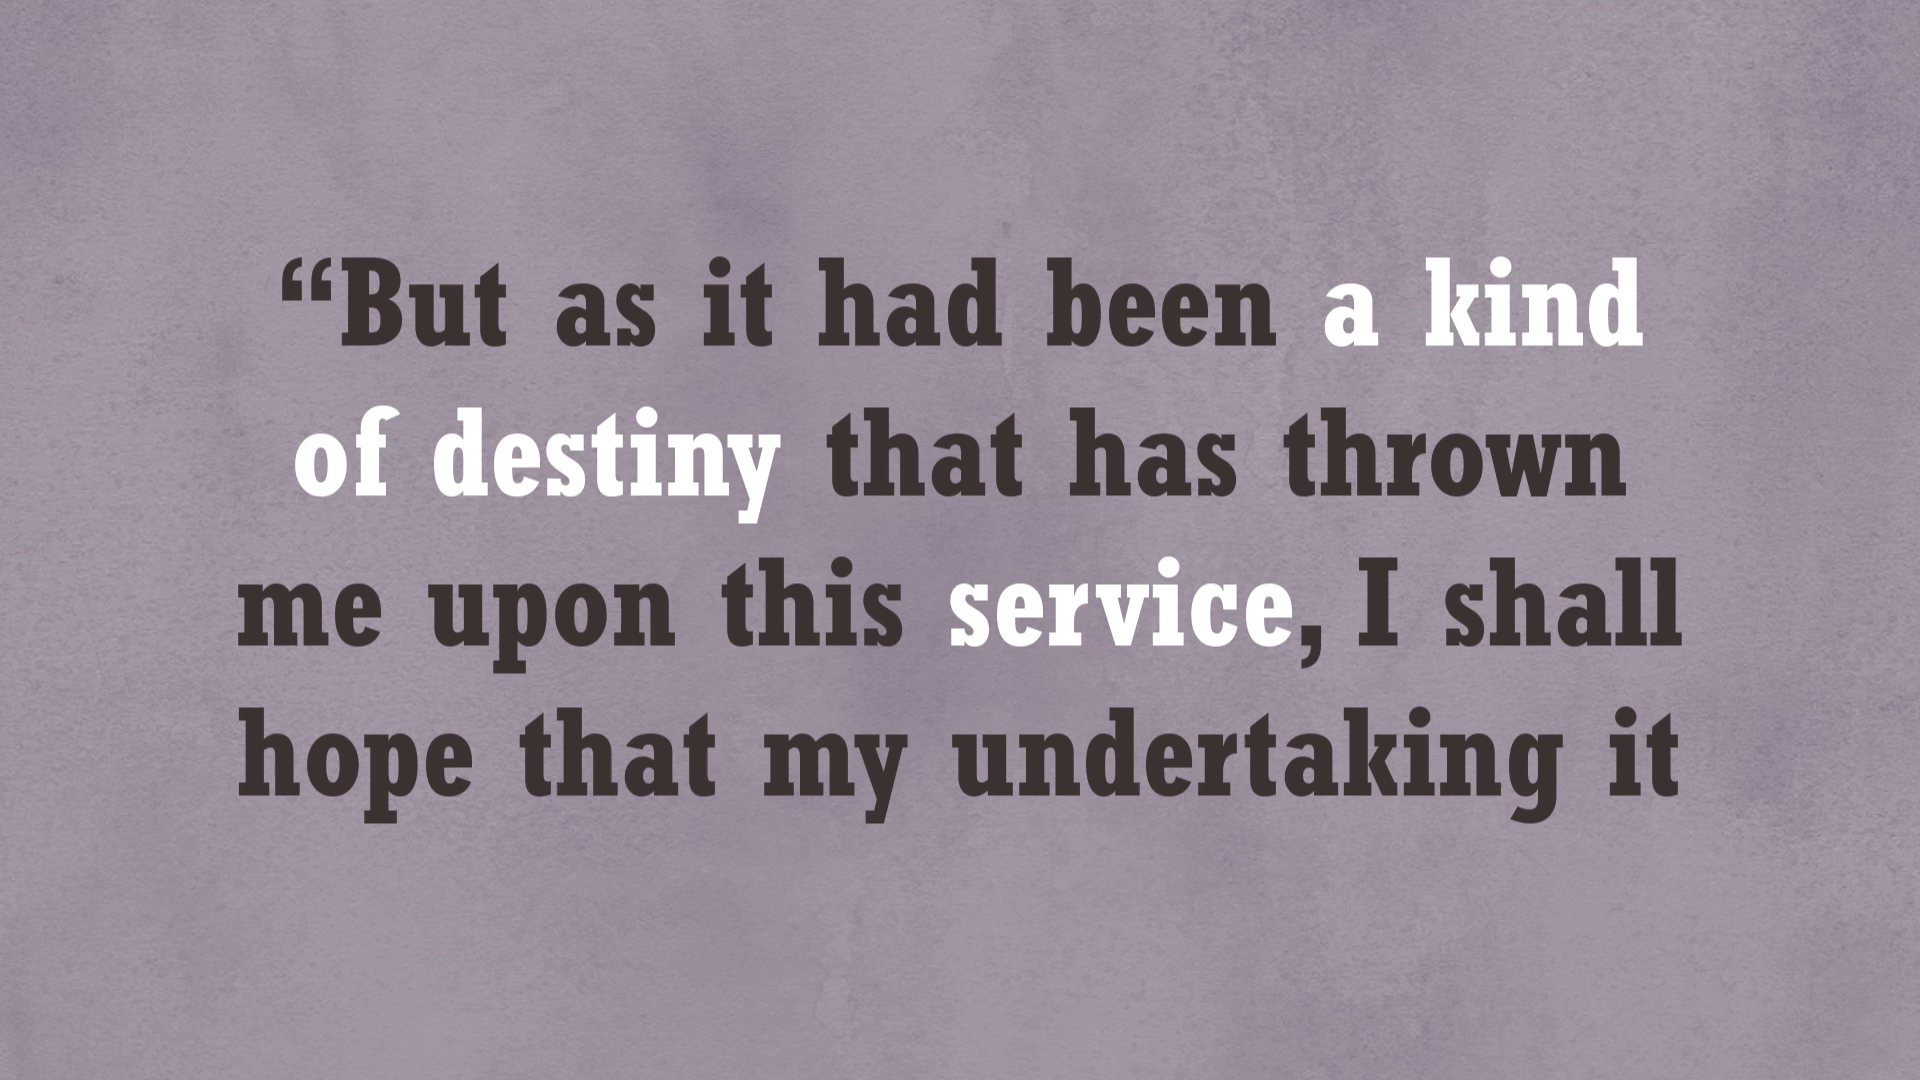 “But as it had been a kind
of destiny that has thrown
me upon this service, I shall
hope that my undertaking it